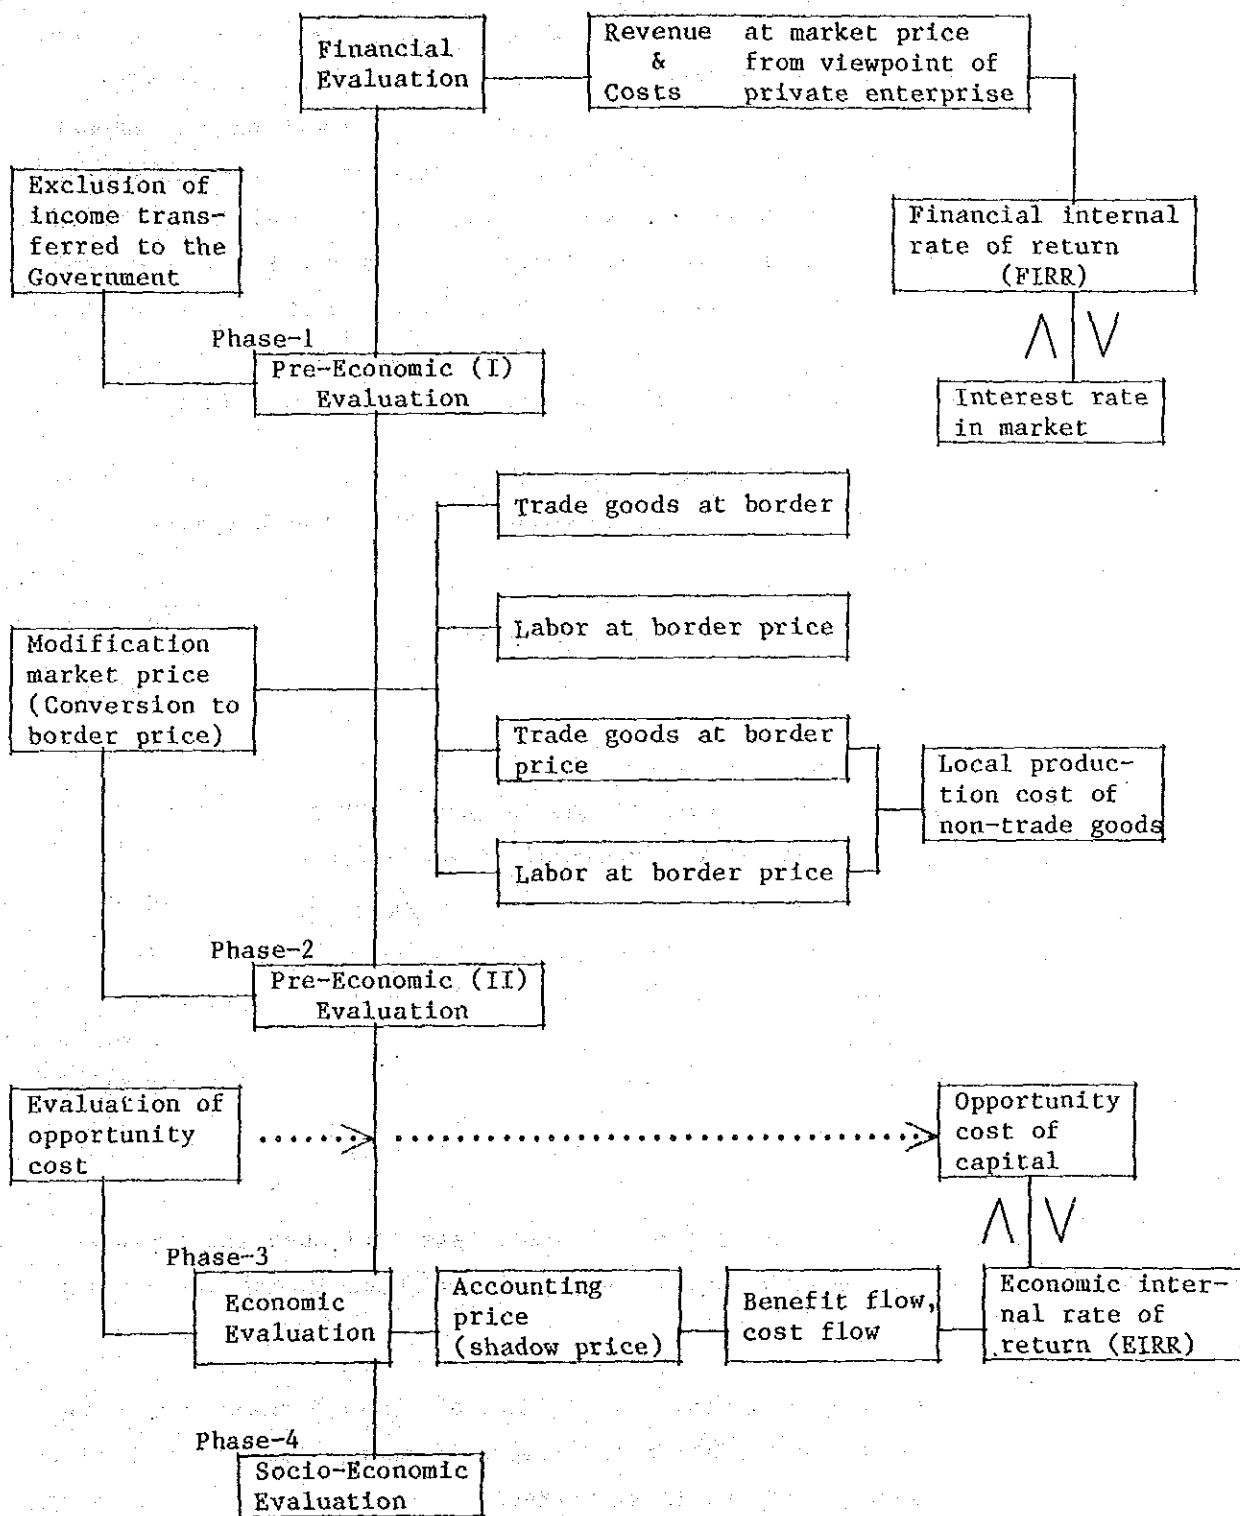 Financial
Evaluation
Revenue at market price
& from viewpoint of
Costs private enterprise
Exclusion of
income trans-
ferred to the
Government
Financial internal
rate of return
(FIRR)
Phase-1
Pre-Economic (I)
Evaluation
Interest rate
in market
Trade goods at border
Labor at border price
Modification
market price
(Conversion to
border price)
Trade goods at border
price
Local produc-
tion cost of
non-trade goods
Labor at border price
Phase-2
Pre-Economic (II)
Evaluation
Evaluation of
opportunity
cost
Opportunity
cost of
capital
Phase-3
Economic
Evaluation
Accounting
price
(shadow price)
Benefit flow,
cost flow
Economic inter-
nal rate of
return (EIRR)
Phase-4
Socio-Economic
Evaluation